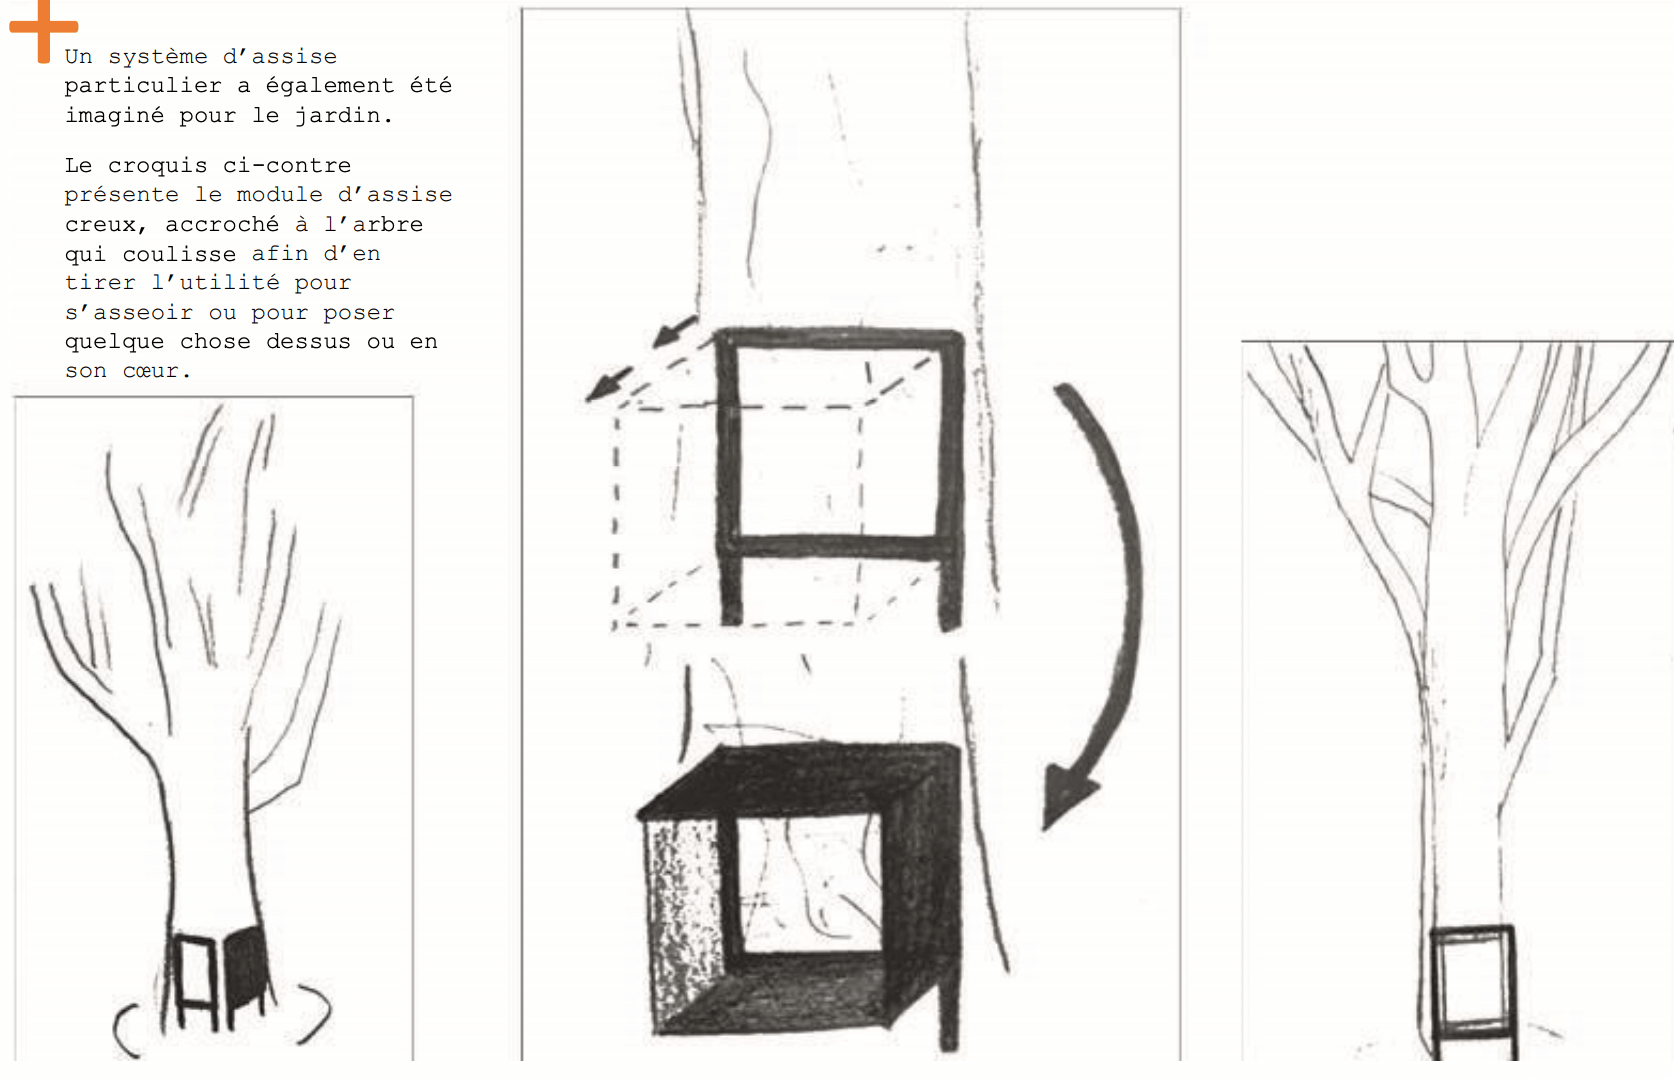 Un système d’assise
particulier a également été
imaginé pour le jardin.
Le croquis ci-contre
présente le module d’assise
creux, accroché à l’arbre
qui coulisse afin d’en
tirer l’utilité pour
s’asseoir ou pour poser
quelque chose dessus ou en
son cœur.